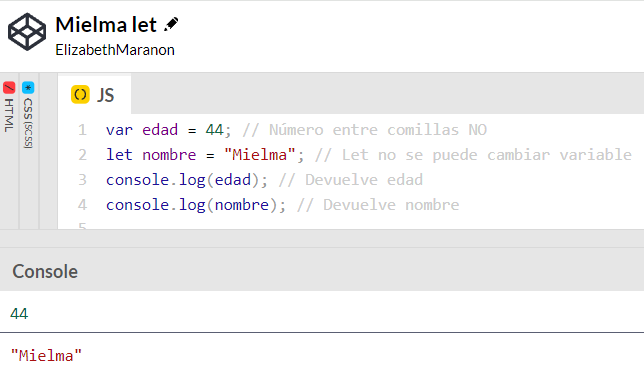 Mielma let
ElizabethMaranon
HTML
CSS (SCSS)
JS
1 var edad = 44; // Número entre comillas NO
2 let nombre = "Mielma"; // Let no se puede cambiar variable
3 console.log(edad); // Devuelve edad
4 console.log(nombre); // Devuelve nombre
5
Console
44
"Mielma"